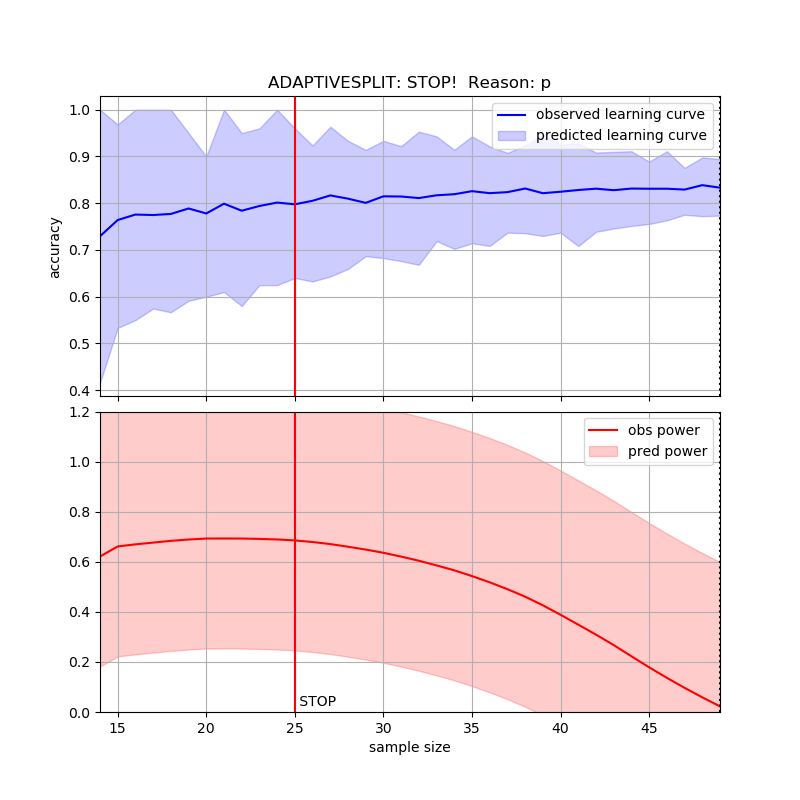 ADAPTIVESPLIT: STOP!  Reason: p
observed learning curve
predicted learning curve
1.0
0.9
0.8
0.7
0.6
0.5
0.4
accuracy
obs power
pred power
1.2
1.0
0.8
0.6
0.4
0.2
0.0
STOP
15 20 25 30 35 40 45
sample size